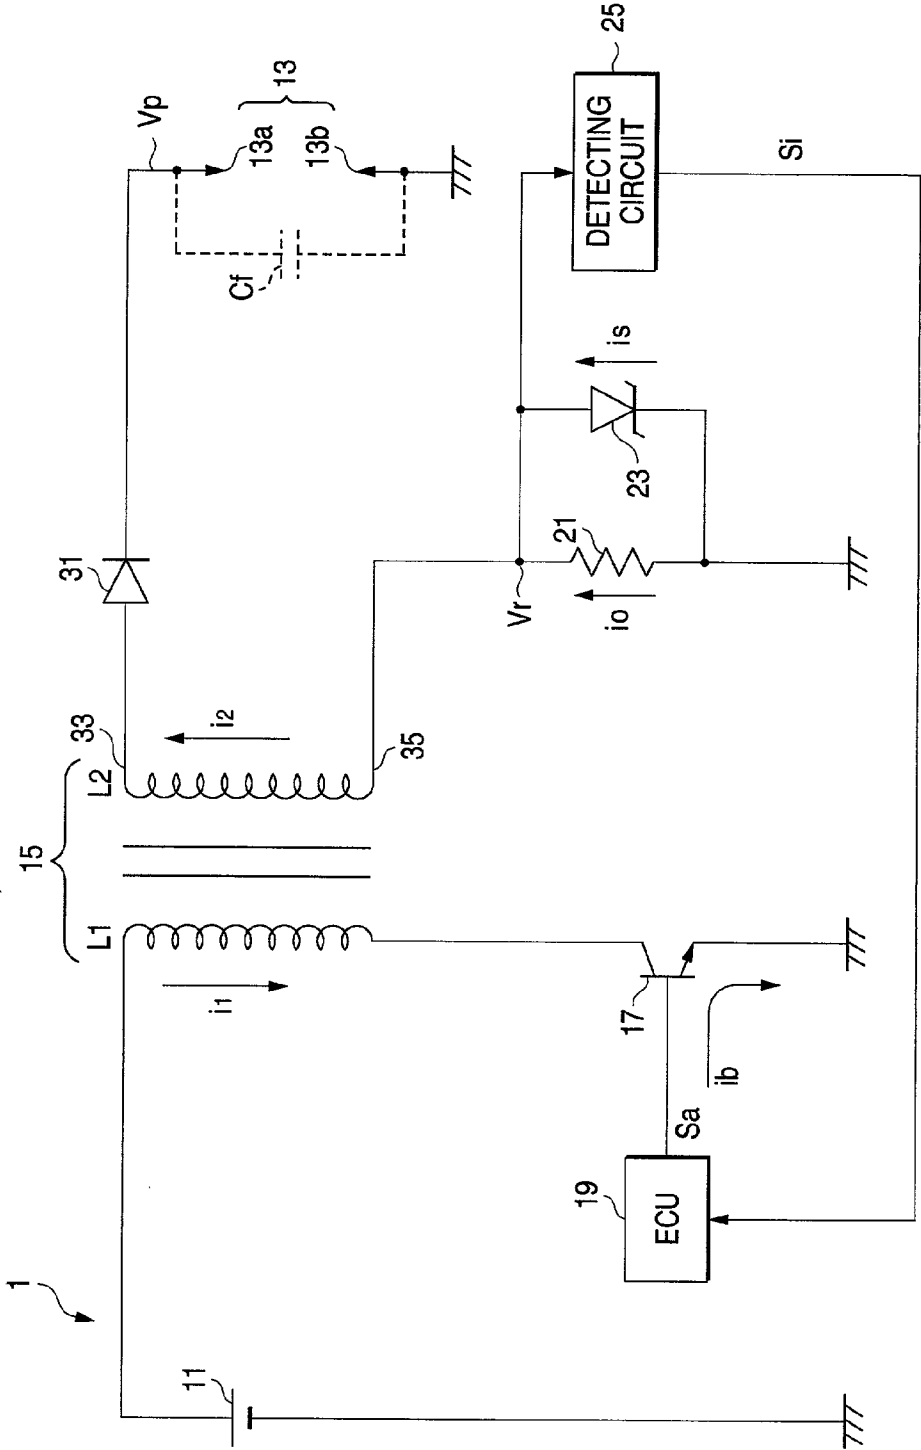 1
11
15
L1
L2
33
31
Vp
13
13a
13b
Cf
i1
i2
35
19
ECU
Sa
ib
17
Vr
io
21
23
is
25
DETECTING
CIRCUIT
Si